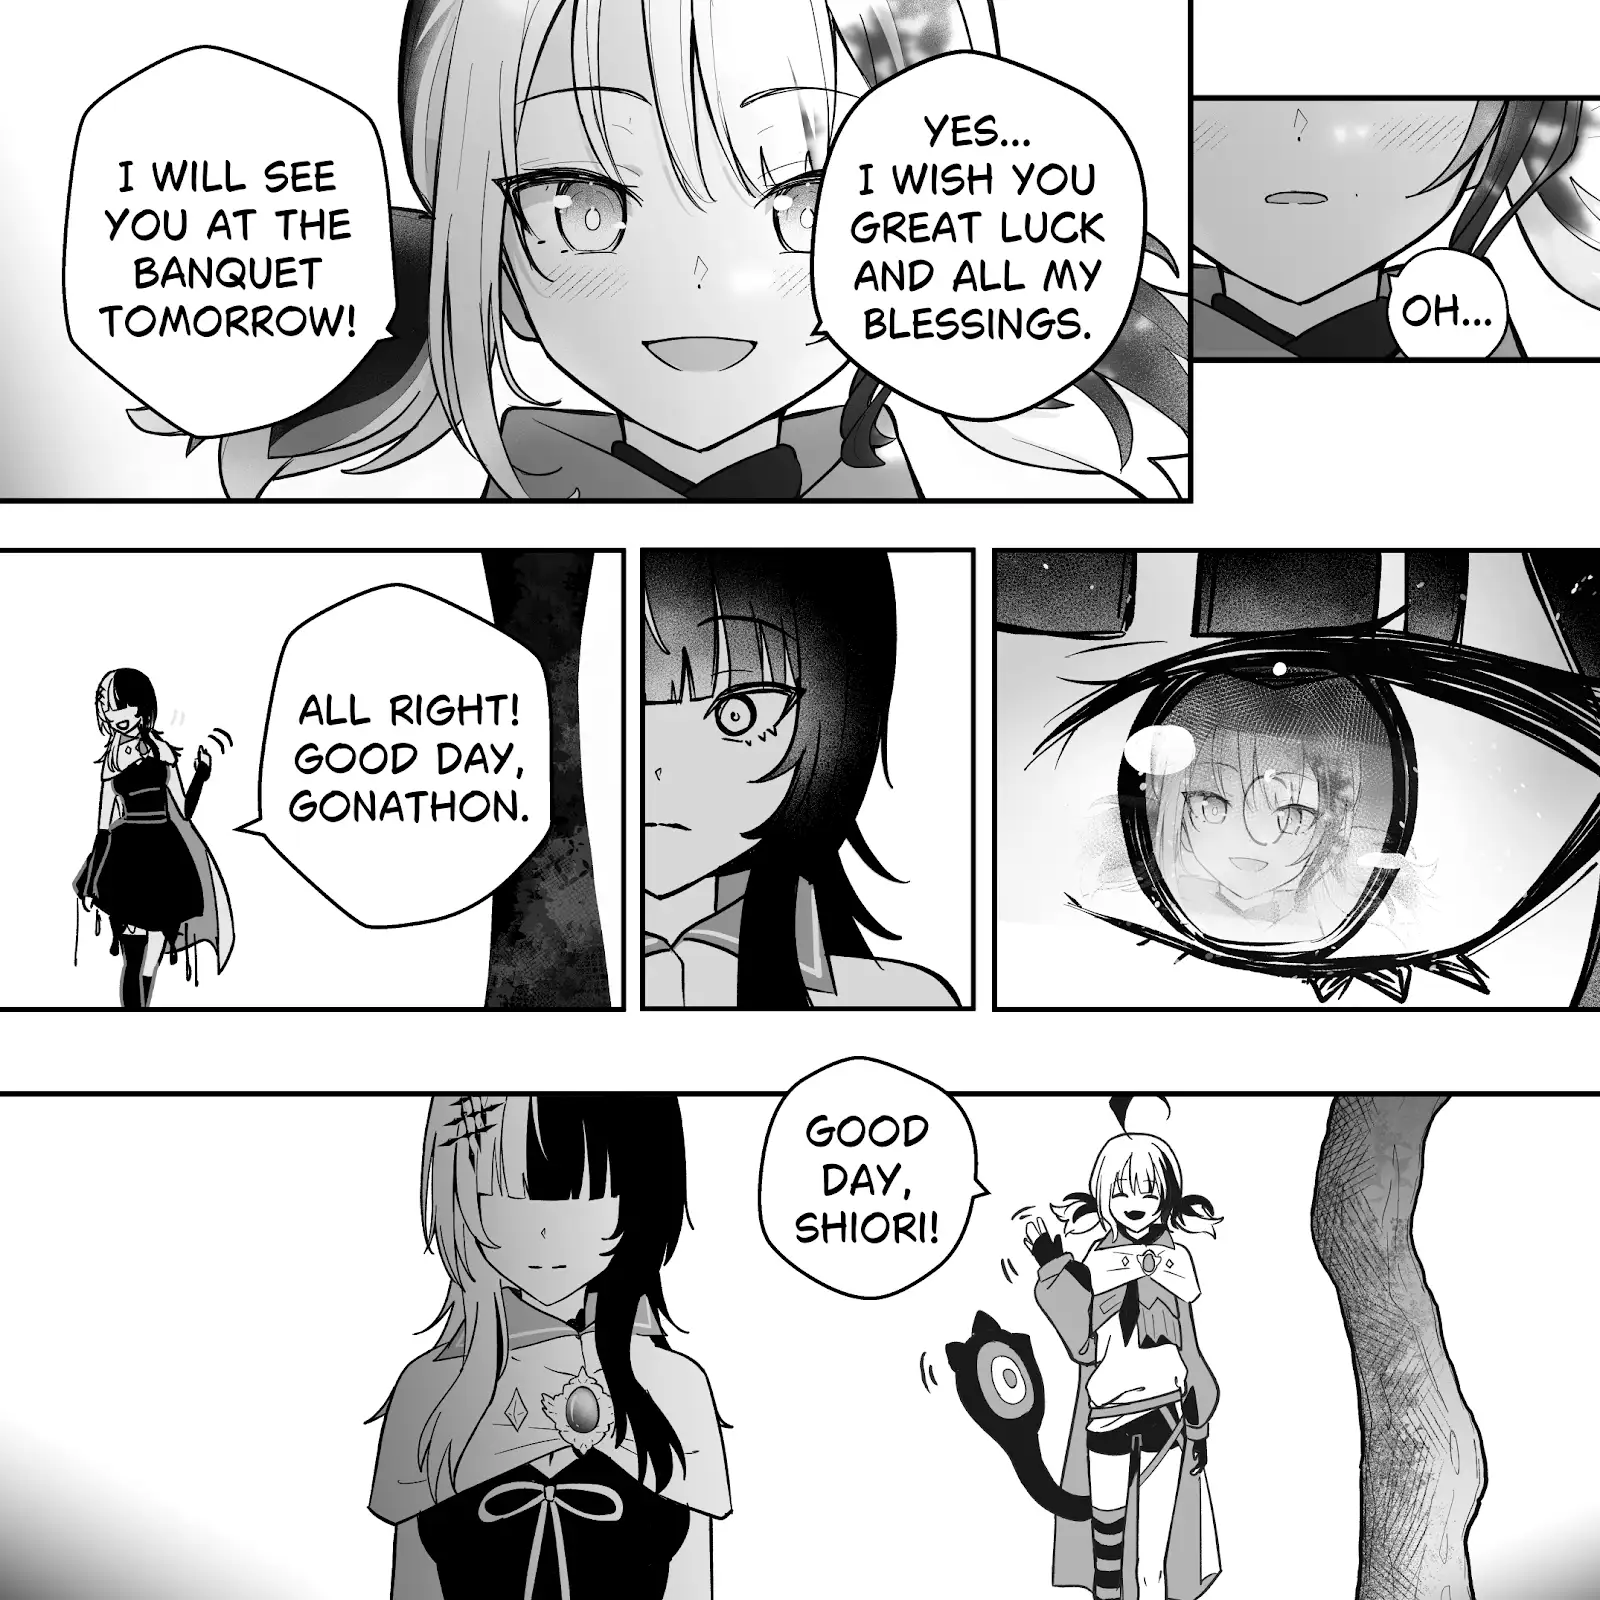 OH...
YES...
I WISH YOU
GREAT LUCK
AND ALL MY
BLESSINGS.
I WILL SEE
YOU AT THE
BANQUET
TOMORROW!
ALL RIGHT!
GOOD DAY,
GONATHON.
GOOD
DAY,
SHIORI!